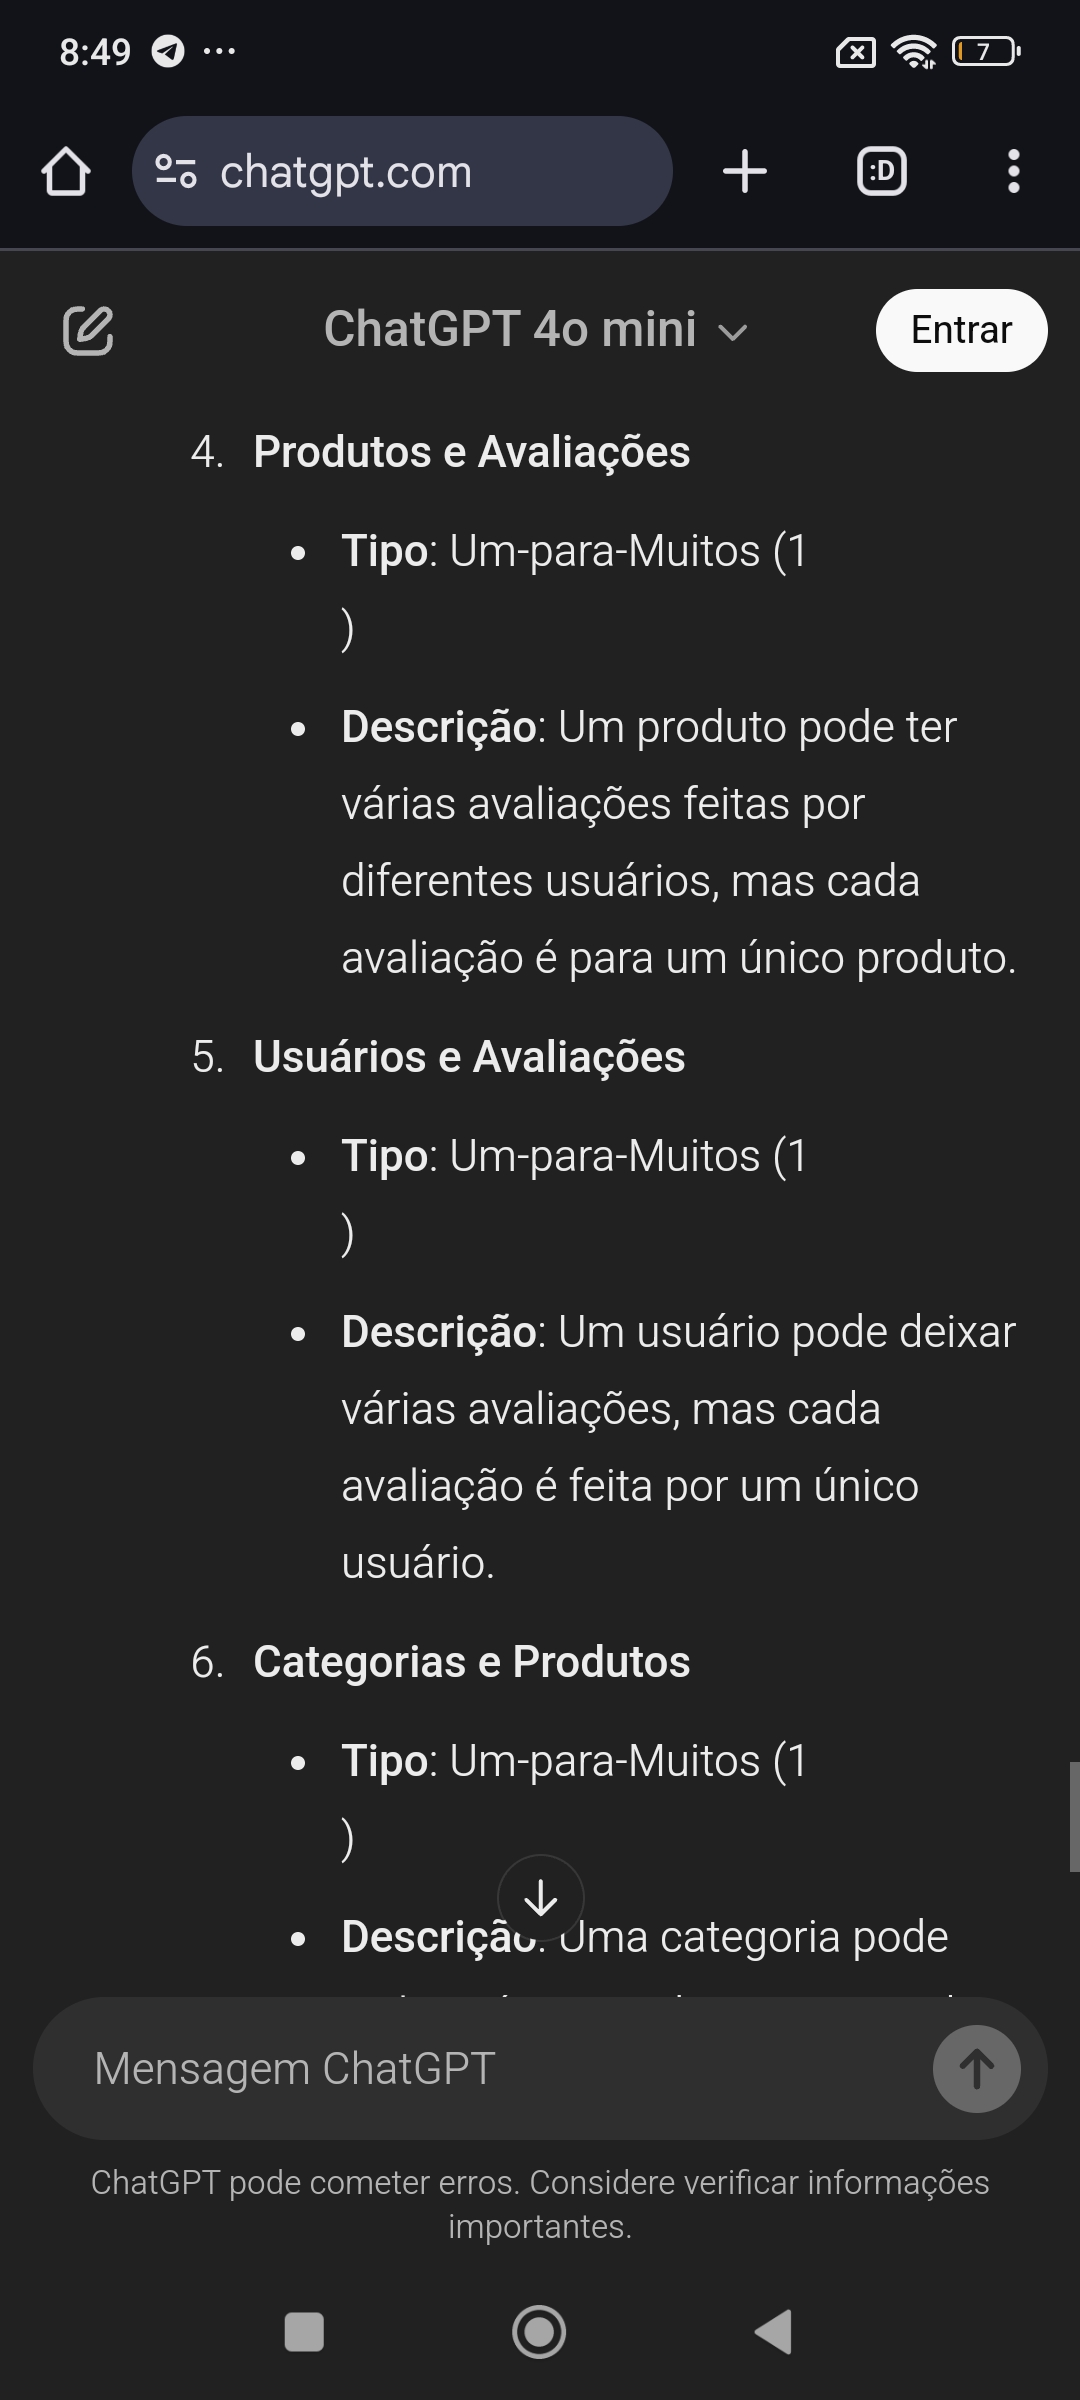 8:49
7
chatgpt.com
:D
ChatGPT 4o mini
Entrar
4. Produtos e Avaliações
• Tipo: Um-para-Muitos (1
)
• Descrição: Um produto pode ter
várias avaliações feitas por
diferentes usuários, mas cada
avaliação é para um único produto.
5. Usuários e Avaliações
• Tipo: Um-para-Muitos (1
)
• Descrição: Um usuário pode deixar
várias avaliações, mas cada
avaliação é feita por um único
usuário.
6. Categorias e Produtos
• Tipo: Um-para-Muitos (1
)
• Descrição: Uma categoria pode
Mensagem ChatGPT
ChatGPT pode cometer erros. Considere verificar informações
importantes.